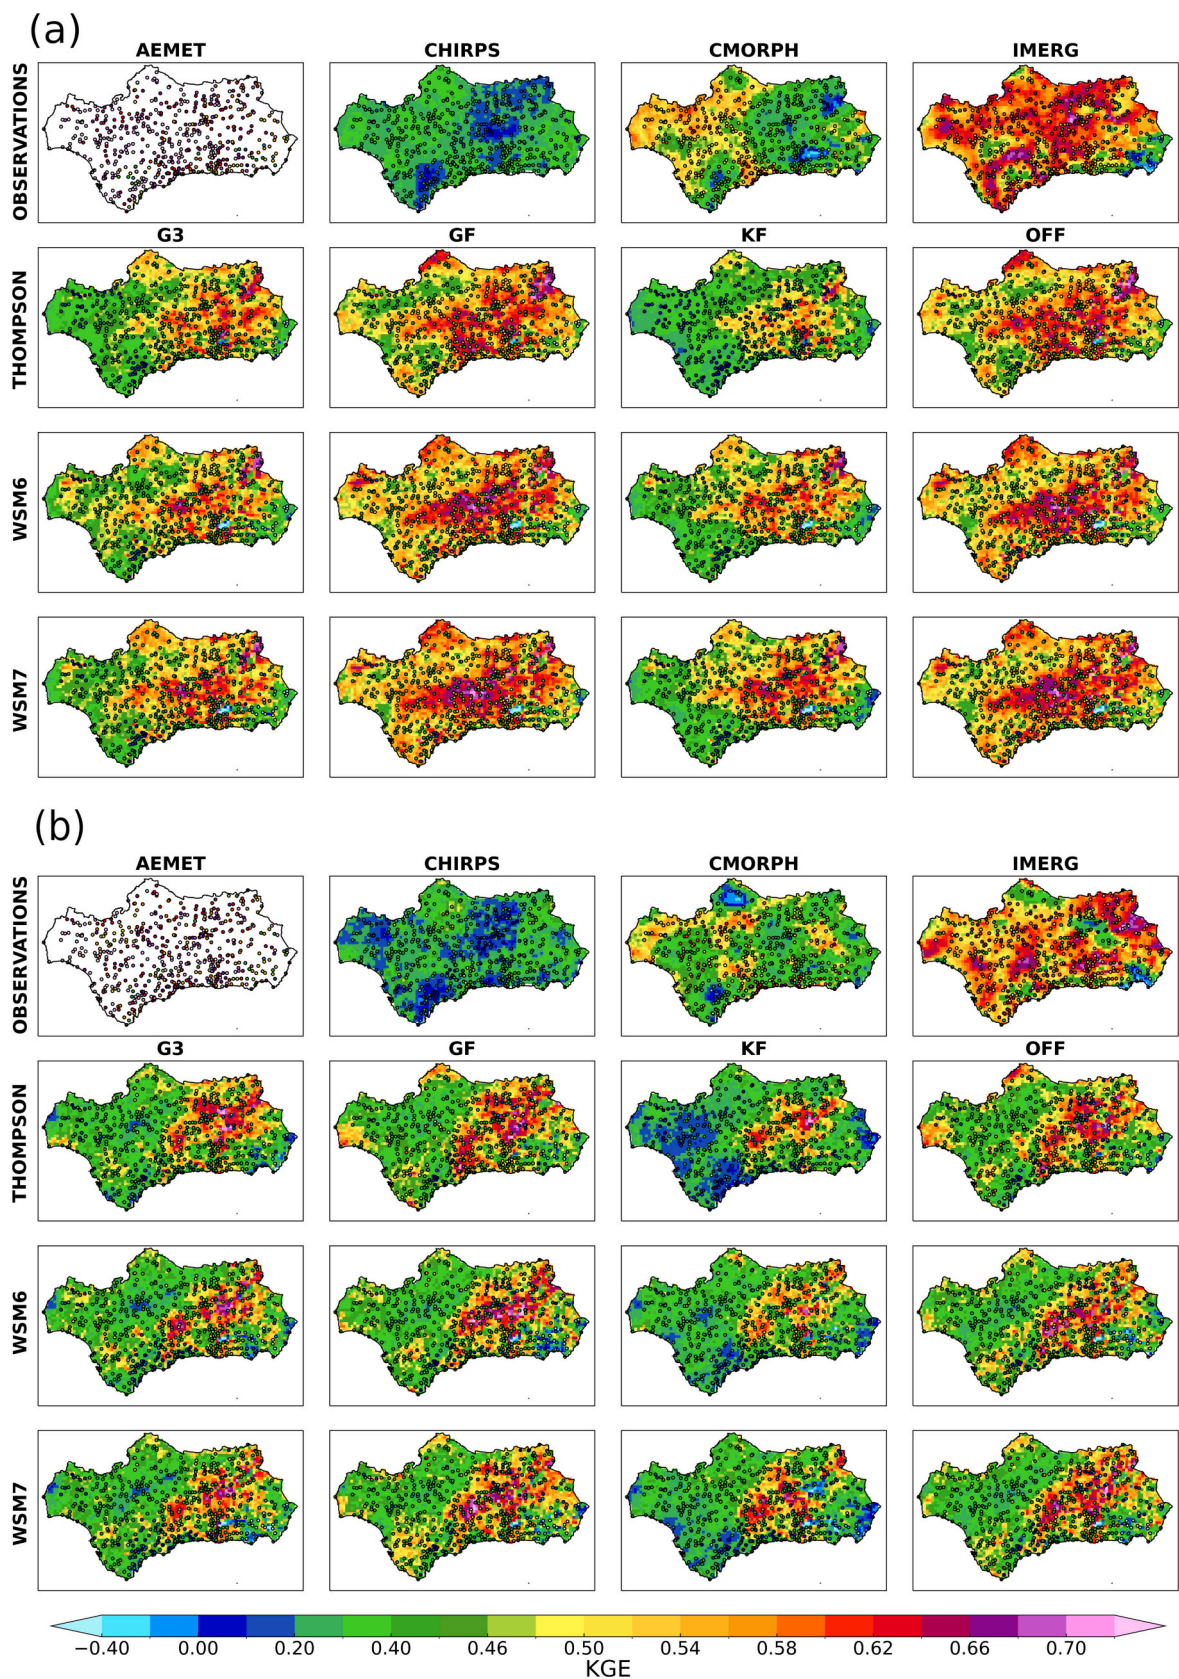 (a)
AEMET CHIRPS CMORPH IMERG
OBSERVATIONS
G3 GF KF OFF
THOMPSON
WSM6
WSM7
(b)
AEMET CHIRPS CMORPH IMERG
OBSERVATIONS
G3 GF KF OFF
THOMPSON
WSM6
WSM7
−0.40 0.00 0.20 0.40 0.46 0.50 0.54 0.58 0.62 0.66 0.70
KGE